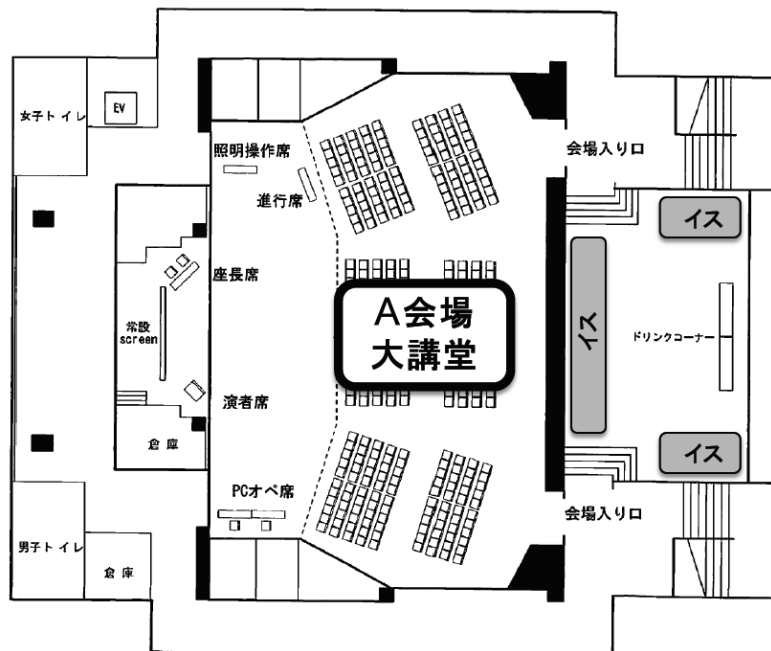 女子トイレ
EV
照明操作席
会場入り口
進行席
イス
座長席
A会場
大講堂
常設
screen
イス
ドリンクコーナー
演者席
倉庫
イス
PCオペ席
会場入り口
男子トイレ
倉庫